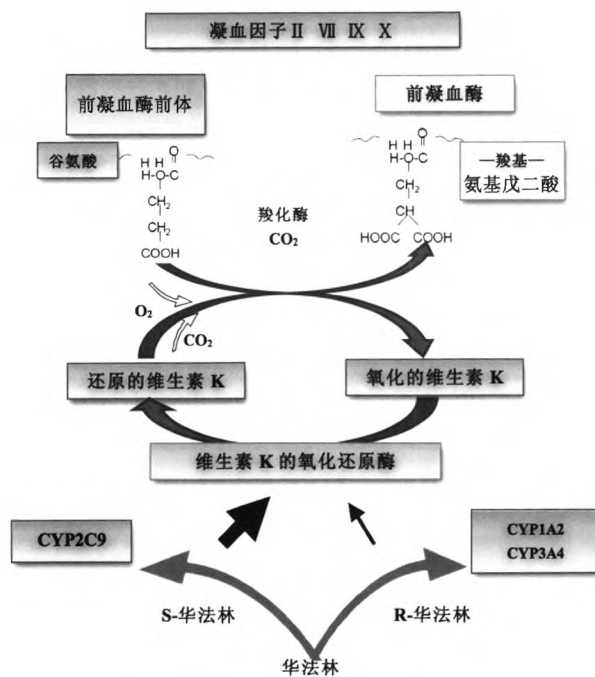 凝血因子 II VII IX X
前凝血酶前体
前凝血酶
谷氨酸
H H O
O-C
CH₂
CH₂
COOH
H H O
O-C
CH₂
CH
HOOC COOH
—羧基—
氨基戊二酸
羧化酶
CO₂
O₂
CO₂
还原的维生素 K
氧化的维生素 K
维生素 K 的氧化还原酶
CYP2C9
CYP1A2
CYP3A4
S-华法林
R-华法林
华法林